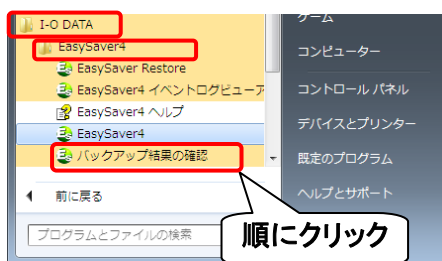 I-O DATA
EasySaver4
EasySaver Restore
EasySaver4 イベントログビューア
EasySaver4 ヘルプ
EasySaver4
バックアップ結果の確認
前に戻る
プログラムとファイルの検索
ゲーム
コンピューター
コントロール パネル
デバイスとプリンター
既定のプログラム
ヘルプとサポート
順にクリック